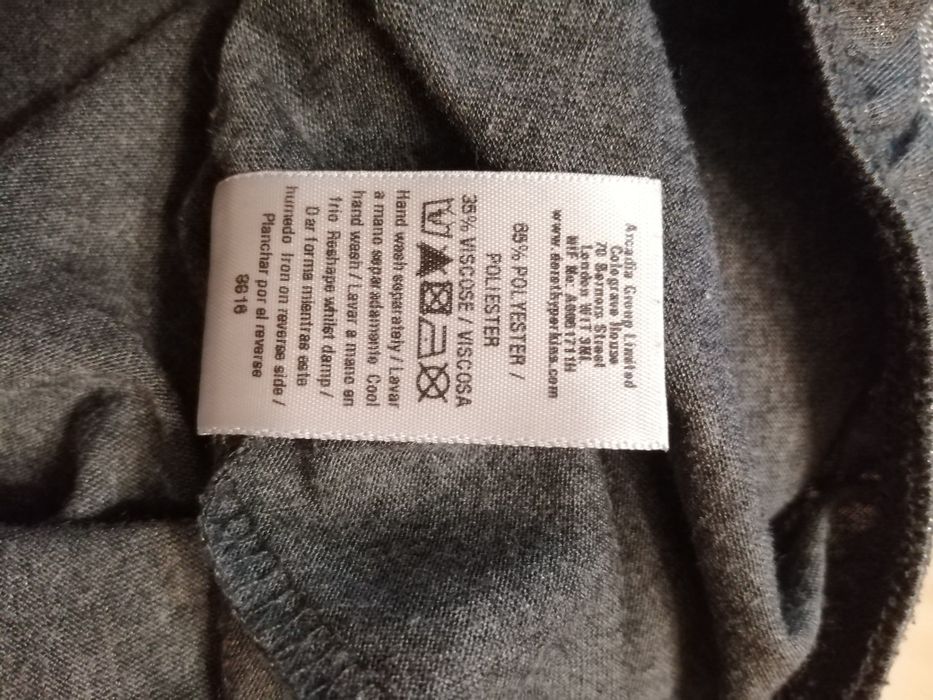 Arcadia Group Limited
Colegrave House
70 Berners Street
London W1T 3NL
NIF No: A8061711H
www.dorothyperkins.com
65% POLYESTER /
POLIESTER
35% VISCOSE / VISCOSA
Hand wash separately / Lavar
a mano separadamente Cool
hand wash / Lavar a mano en
frio Reshape whilst damp /
Dar forma mientras este
humedo Iron on reverse side /
Planchar por el reverse
8616